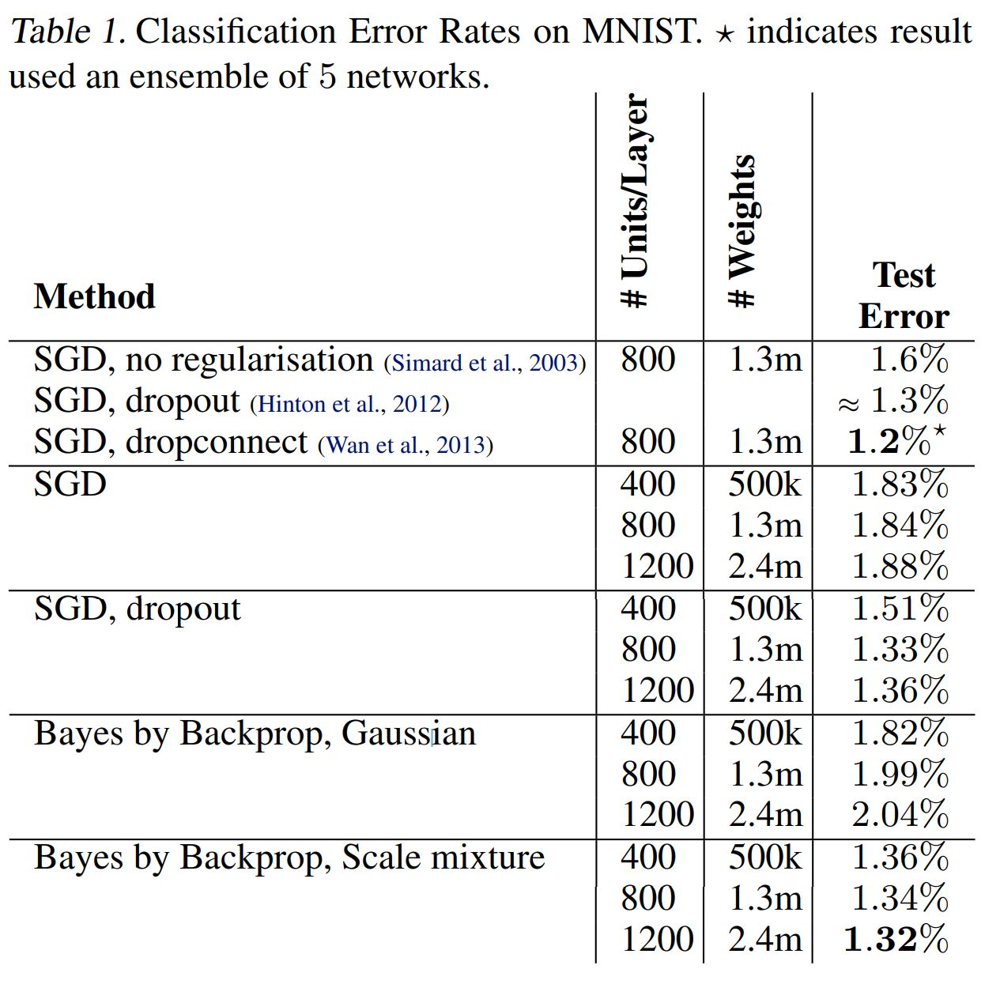 Table 1. Classification Error Rates on MNIST. ⋆ indicates result
used an ensemble of 5 networks.
Method # Units/Layer # Weights Test Error
SGD, no regularisation (Simard et al., 2003) 800 1.3m 1.6%
SGD, dropout (Hinton et al., 2012) ≈ 1.3%
SGD, dropconnect (Wan et al., 2013) 800 1.3m 1.2%⋆
SGD 400 500k 1.83%
800 1.3m 1.84%
1200 2.4m 1.88%
SGD, dropout 400 500k 1.51%
800 1.3m 1.33%
1200 2.4m 1.36%
Bayes by Backprop, Gaussian 400 500k 1.82%
800 1.3m 1.99%
1200 2.4m 2.04%
Bayes by Backprop, Scale mixture 400 500k 1.36%
800 1.3m 1.34%
1200 2.4m 1.32%